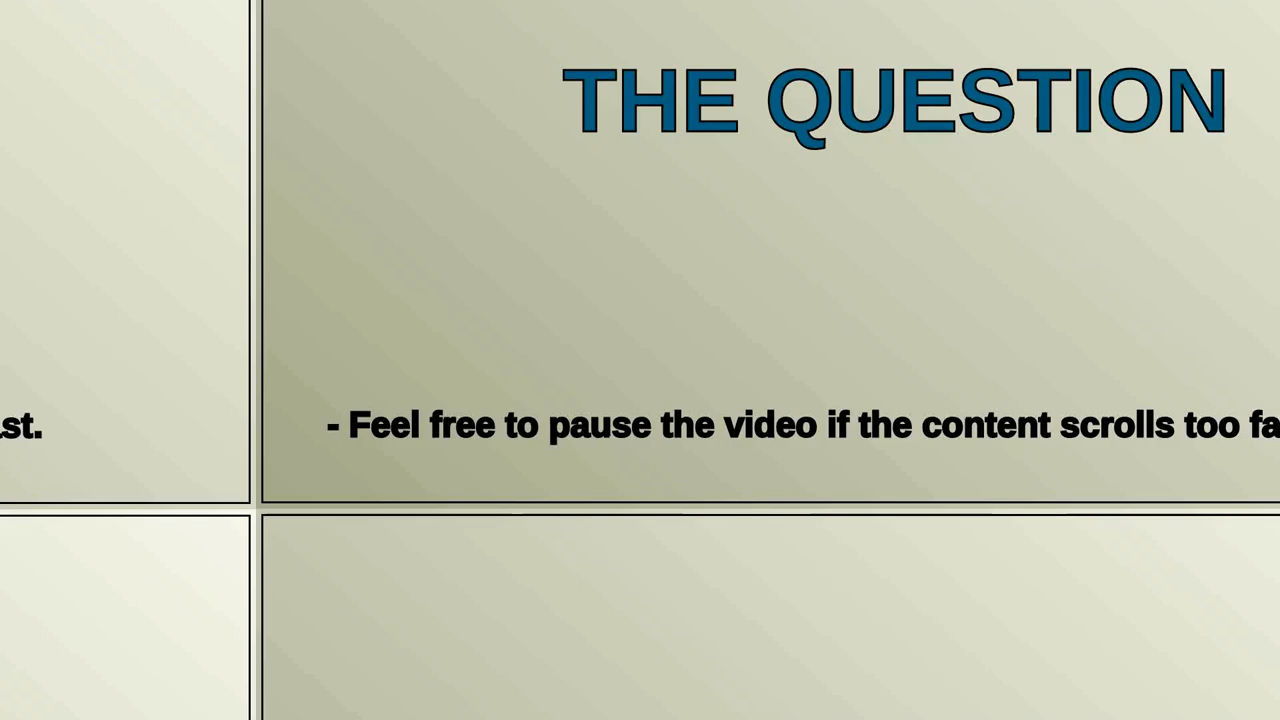 THE QUESTION
st.
- Feel free to pause the video if the content scrolls too fa